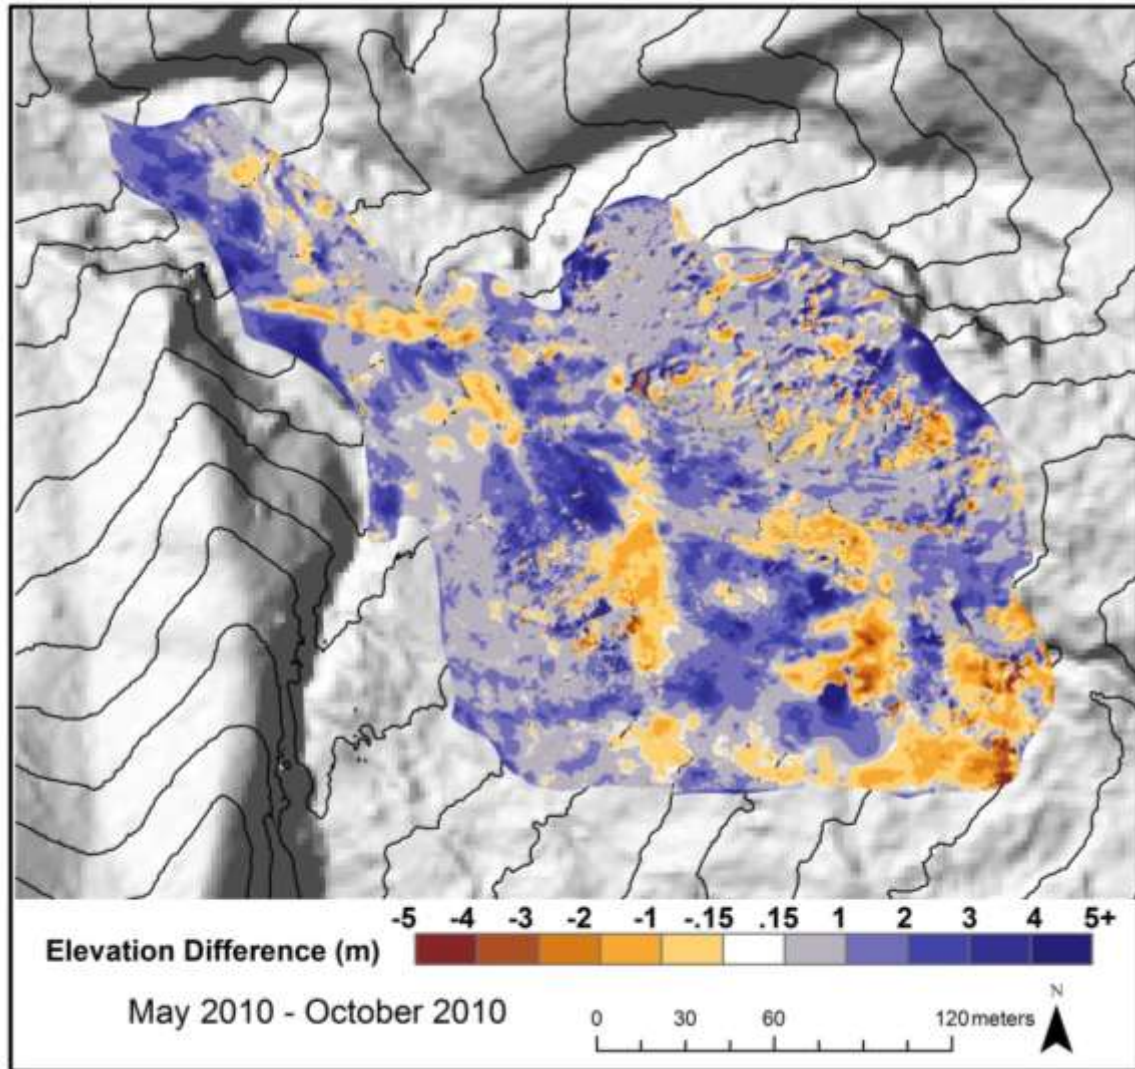 -5 -4 -3 -2 -1 -.15 .15 1 2 3 4 5+
Elevation Difference (m)
N
May 2010 - October 2010
0 30 60 120 meters